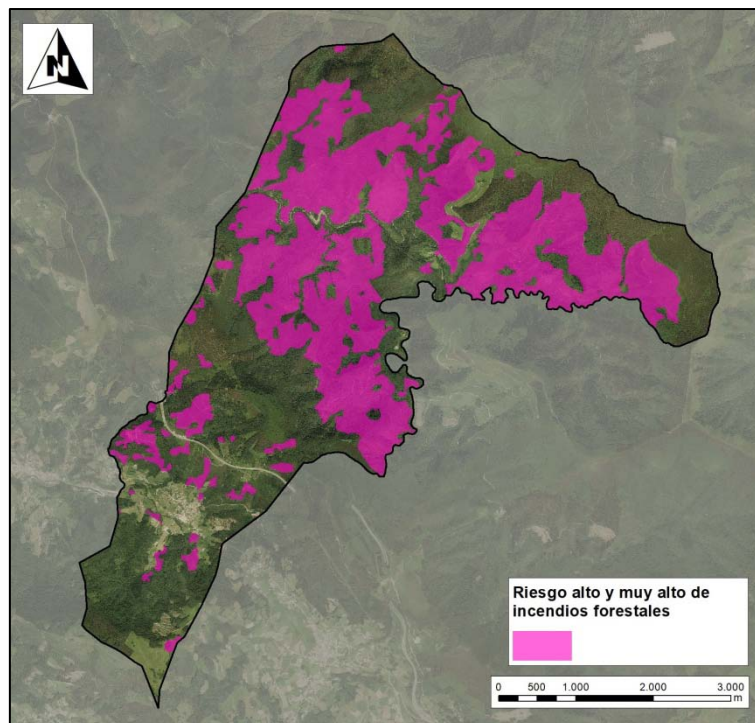 N
Riesgo alto y muy alto de
incendios forestales
0 500 1.000 2.000 3.000
m